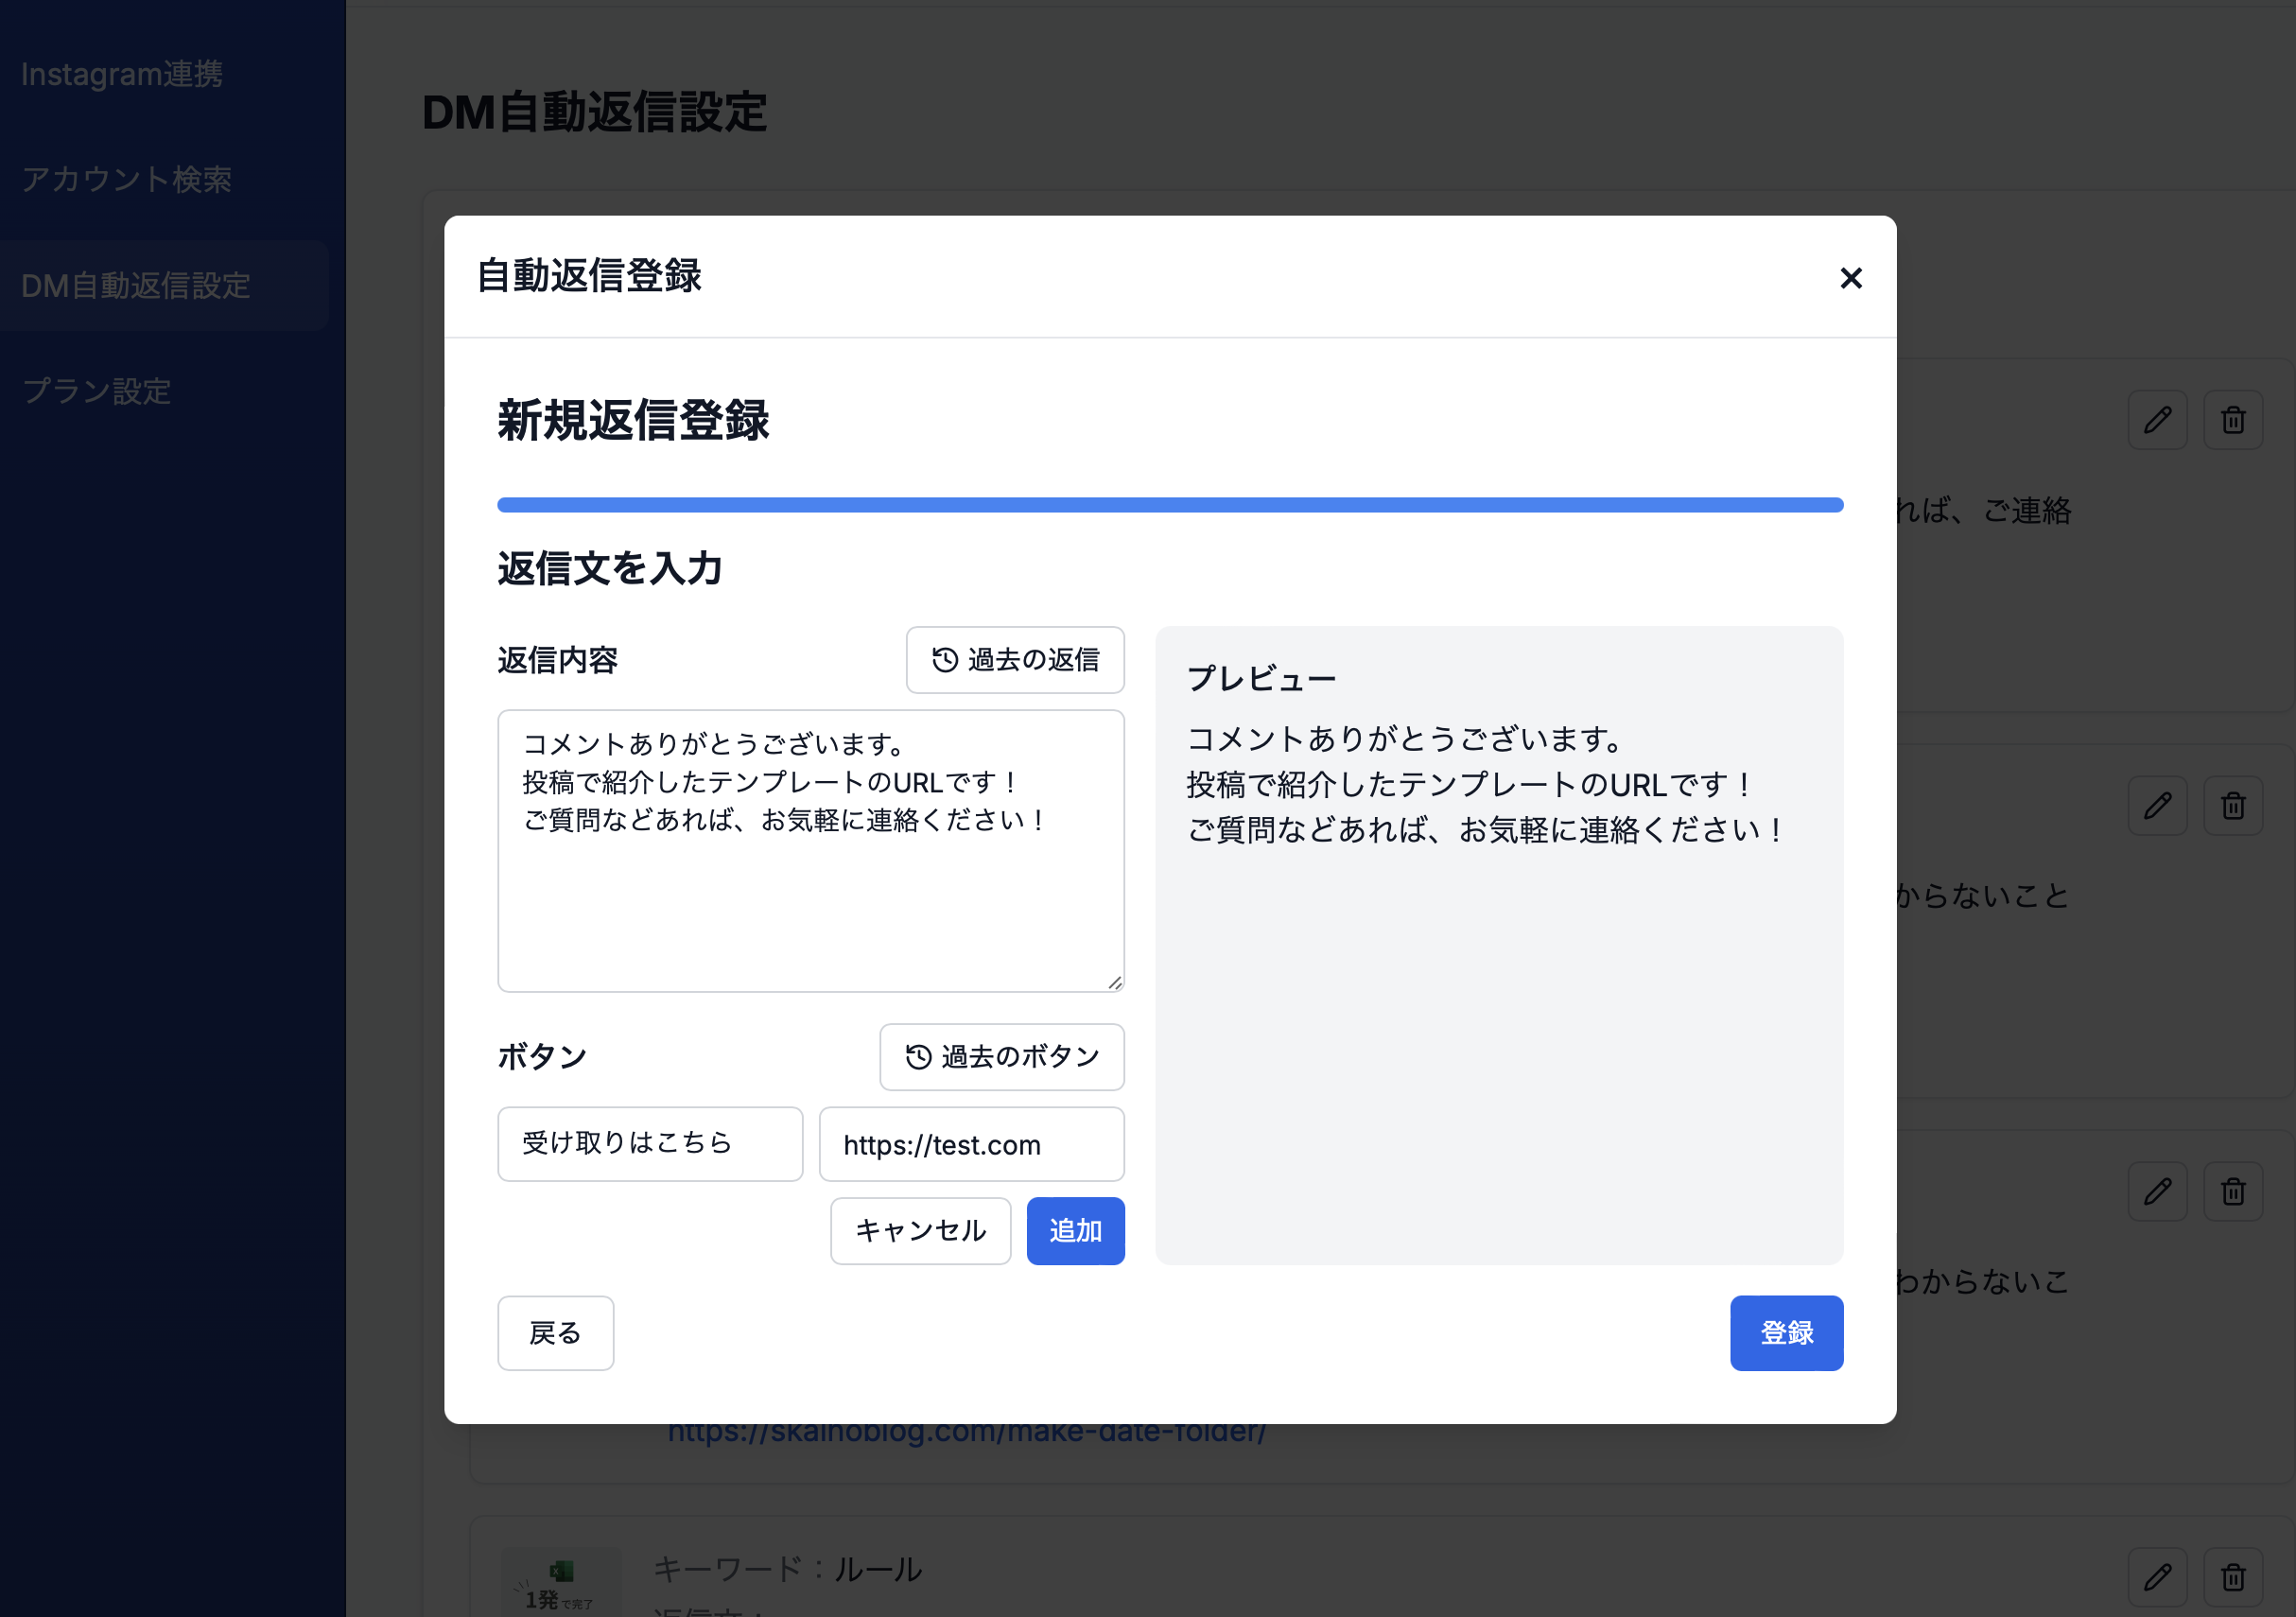 Instagram連携
アカウント検索
DM自動返信設定
プラン設定
DM自動返信設定
自動返信登録
新規返信登録
返信文を入力
返信内容
過去の返信
コメントありがとうございます。
投稿で紹介したテンプレートのURLです！
ご質問などあれば、お気軽に連絡ください！
ボタン
過去のボタン
受け取りはこちら
https://test.com
キャンセル
追加
プレビュー
コメントありがとうございます。
投稿で紹介したテンプレートのURLです！
ご質問などあれば、お気軽に連絡ください！
戻る
登録
れば、ご連絡
からないこと
わからないこ
https://skainoblog.com/make-date-folder/
1発で完了
キーワード：ルール